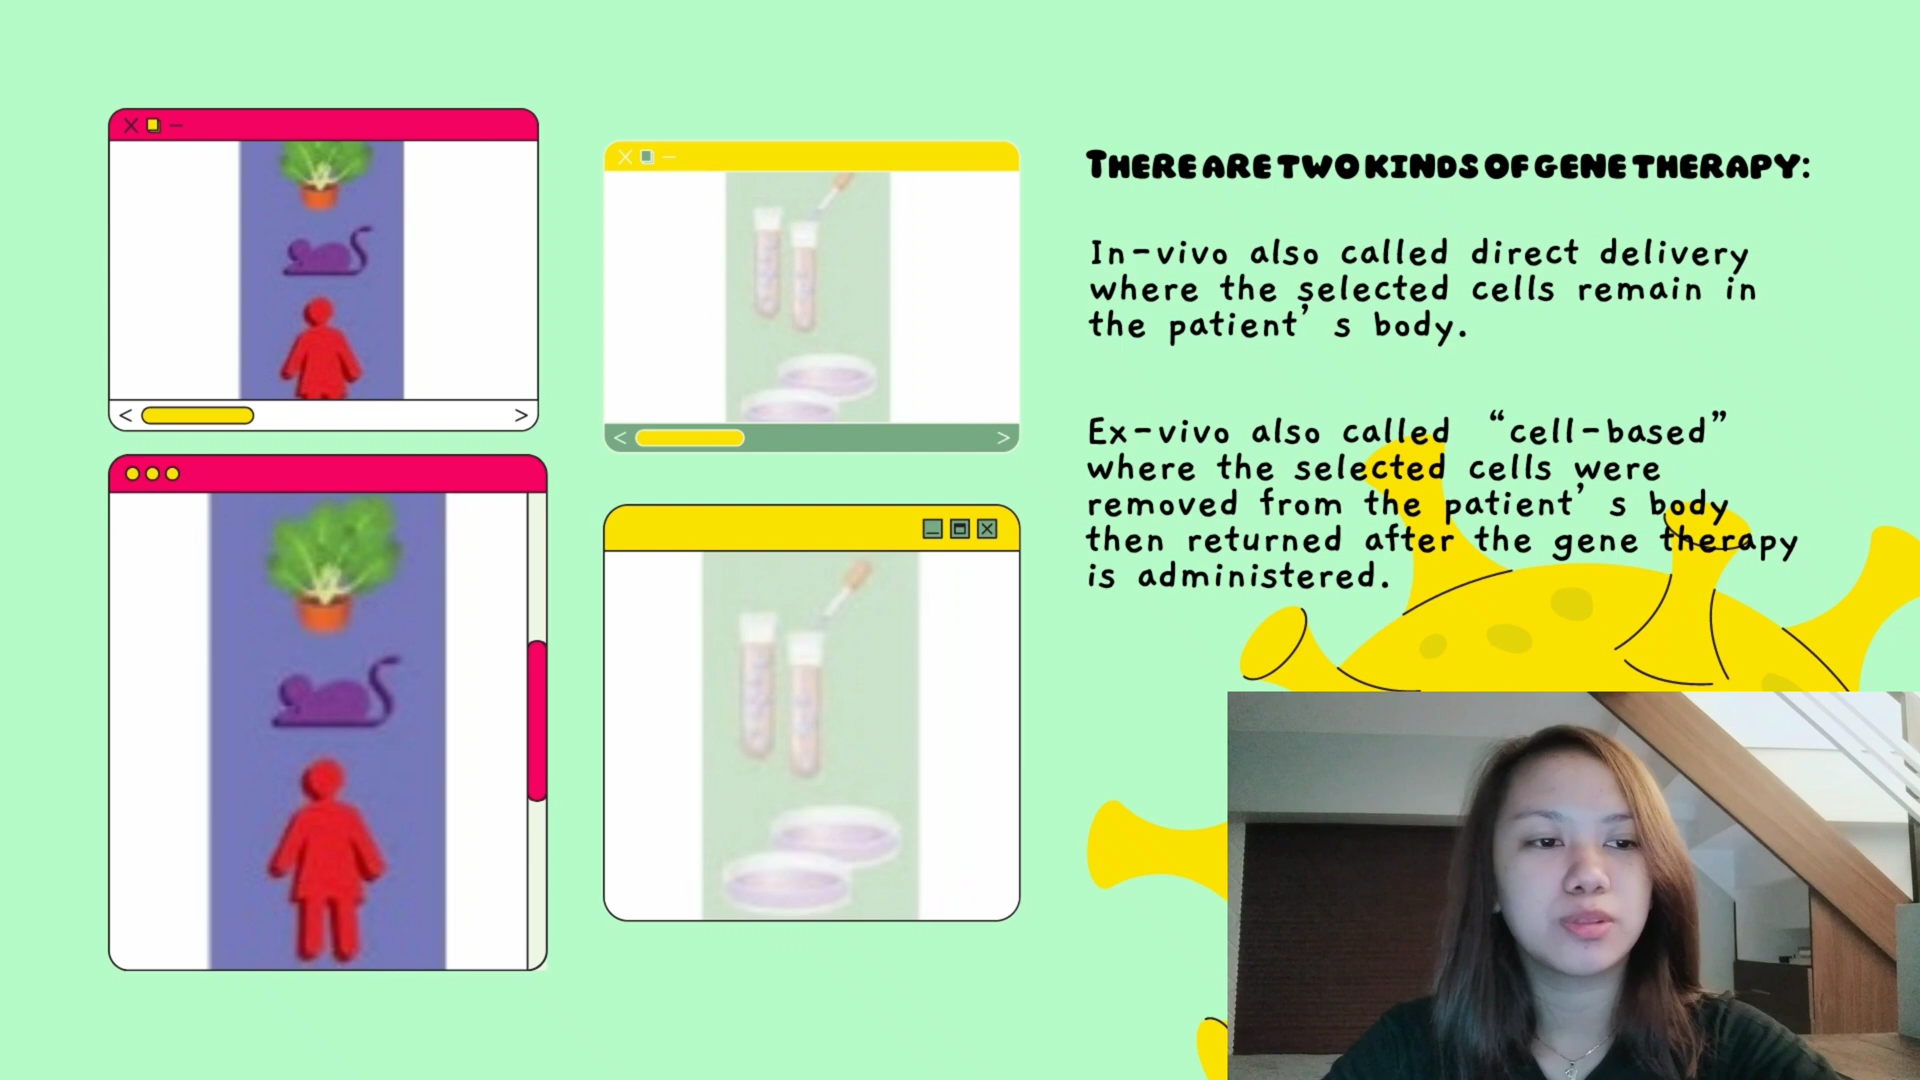 THERE ARE TWO KINDS OF GENE THERAPY:
In-vivo also called direct delivery
where the selected cells remain in
the patient’ s body.
Ex-vivo also called “cell-based”
where the selected cells were
removed from the patient’ s body
then returned after the gene therapy
is administered.